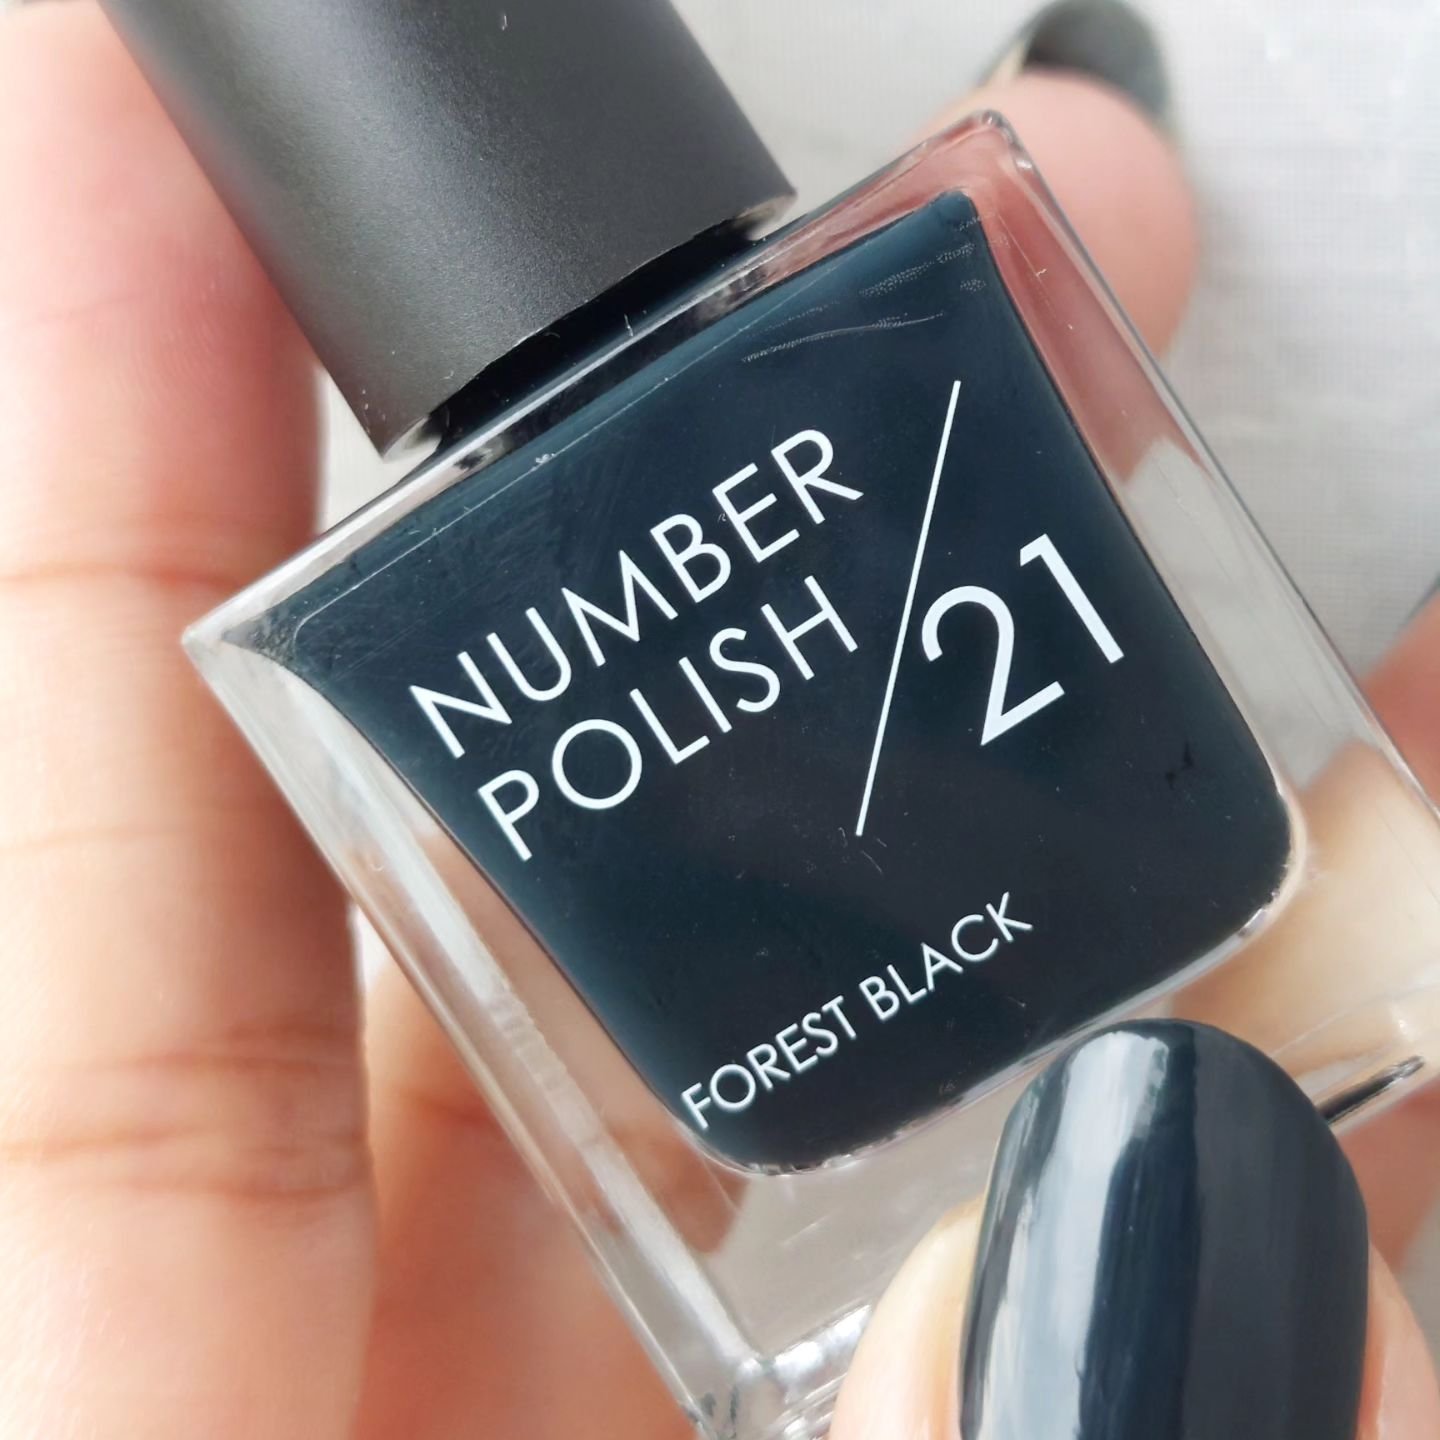 NUMBER
POLISH
/21
FOREST BLACK